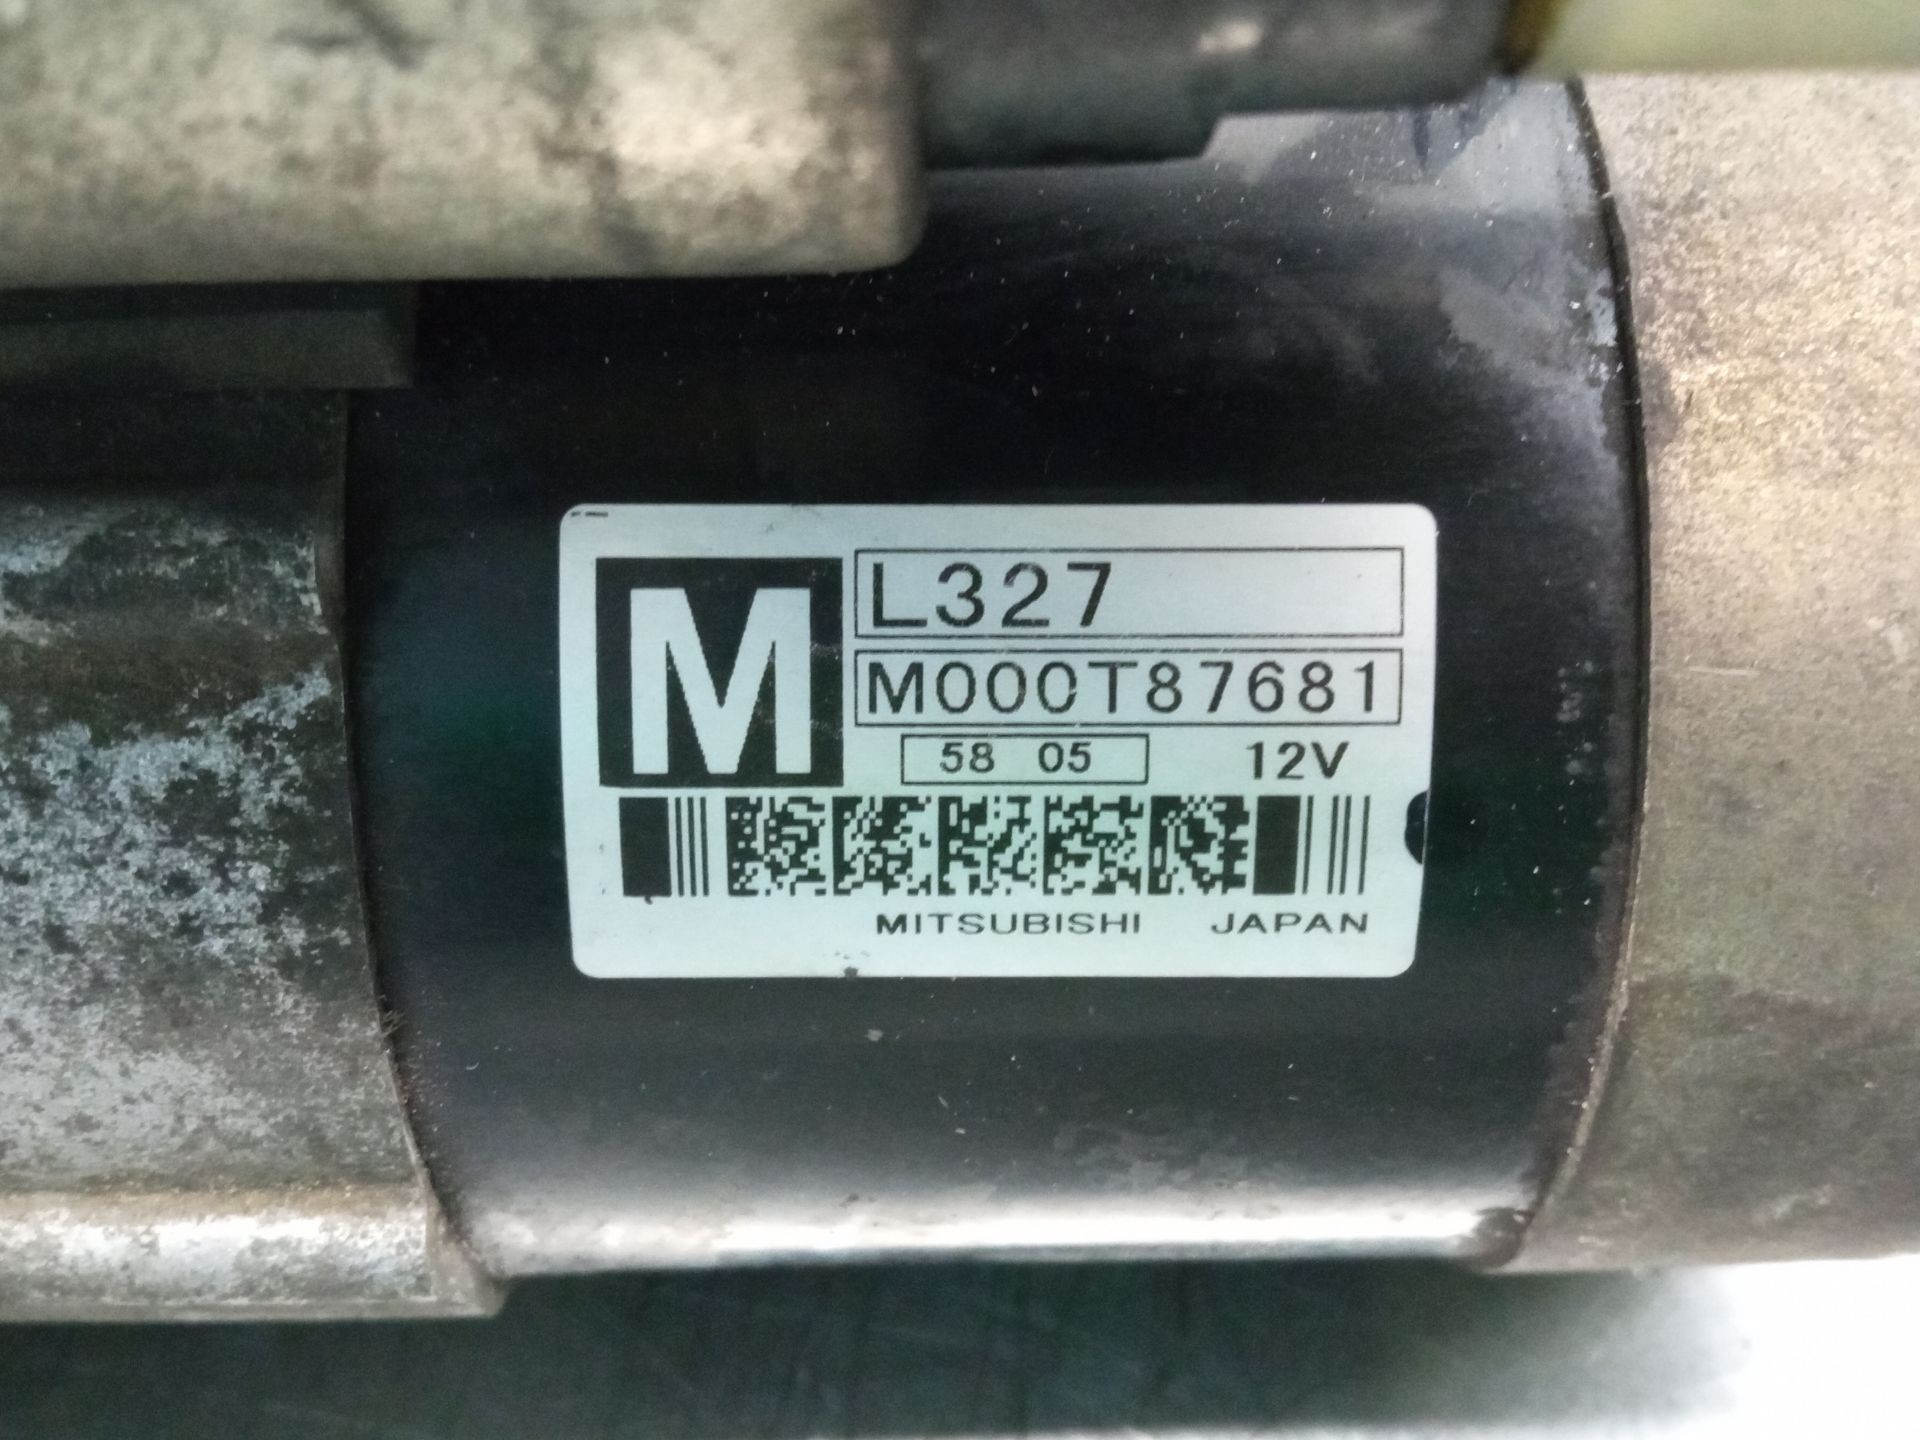 M
L327
M000T87681
58 05 12V
MITSUBISHI JAPAN